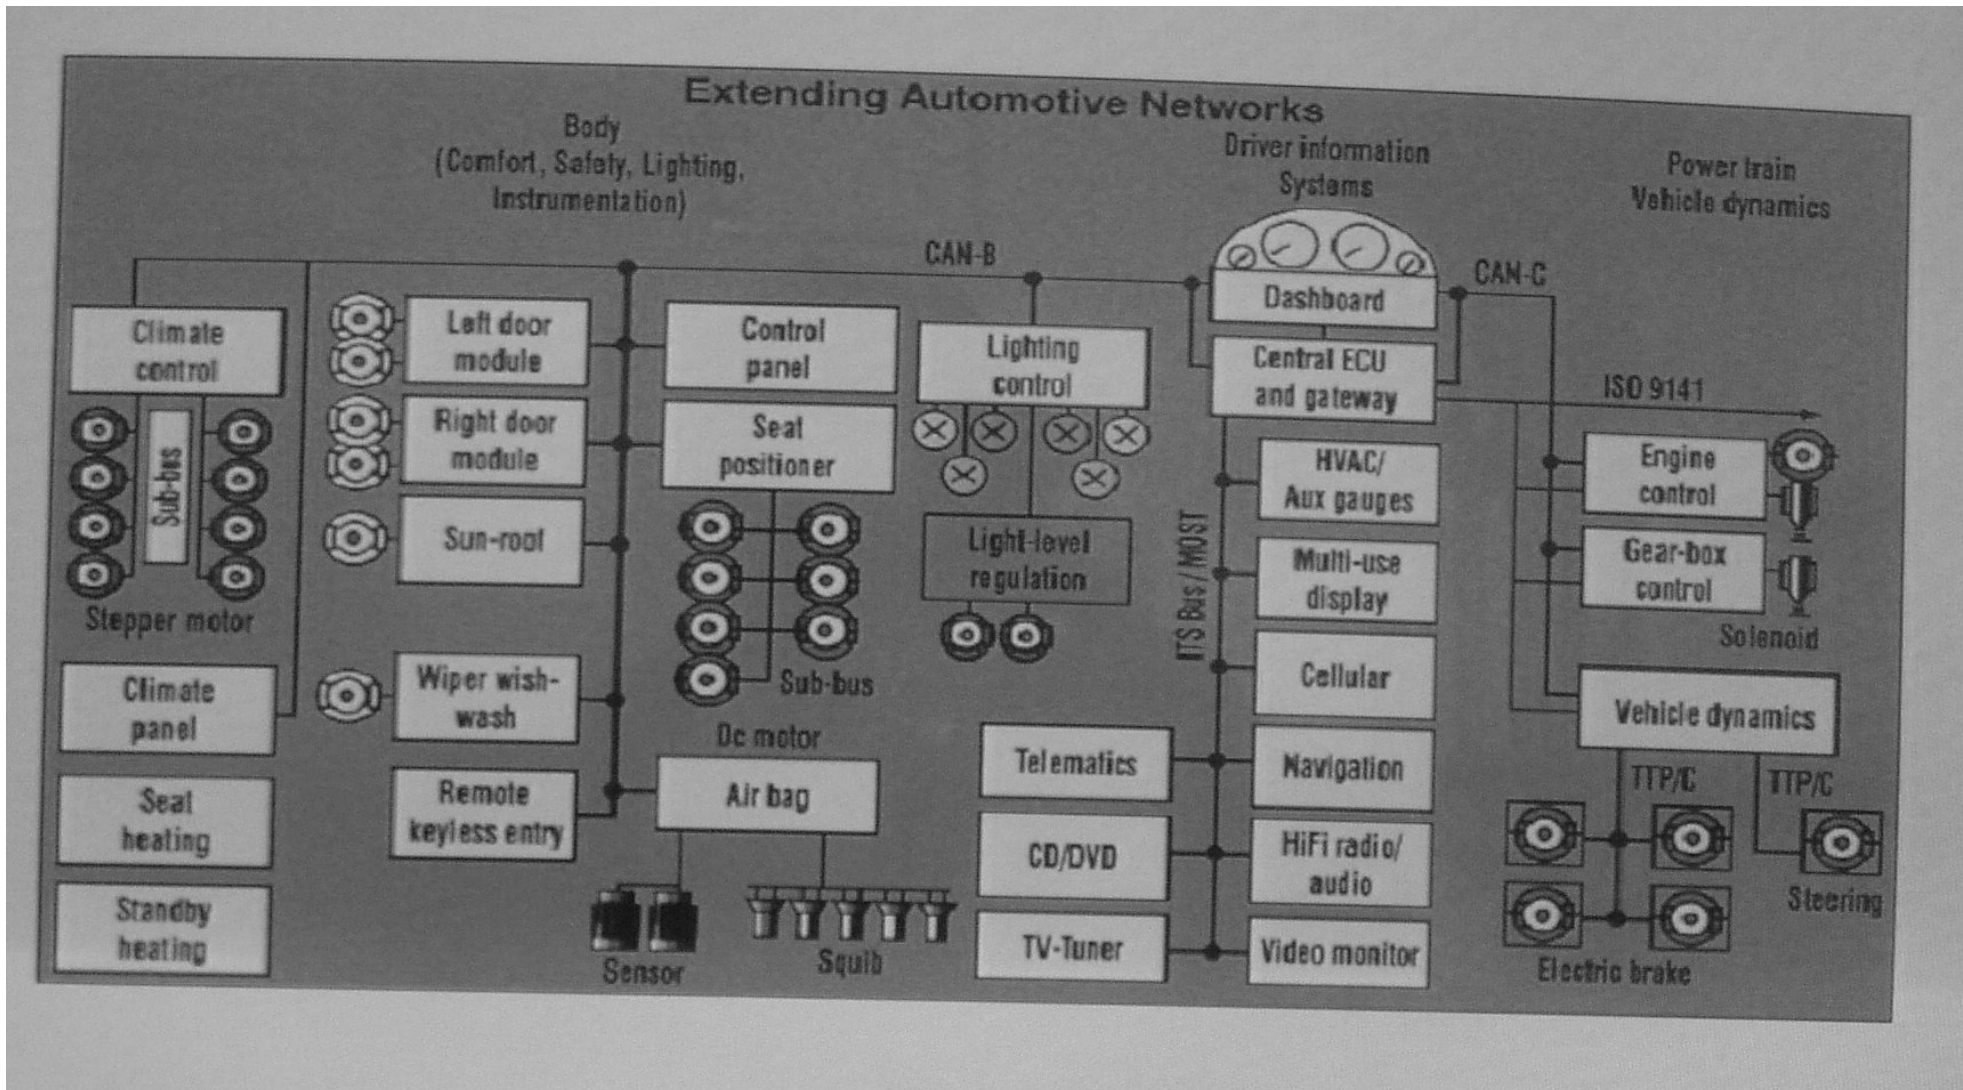 Extending Automotive Networks
Body
(Comfort, Safety, Lighting,
Instrumentation)
Driver information
Systems
Power train
Vehicle dynamics
CAN-B
CAN-C
Climate
control
Sub-bus
Stepper motor
Climate
panel
Seat
heating
Standby
heating
Left door
module
Right door
module
Sun-roof
Wiper wish-
wash
Remote
keyless entry
Control
panel
Seat
positioner
Sub-bus
Dc motor
Air bag
Sensor
Squib
Lighting
control
Light-level
regulation
Dashboard
Central ECU
and gateway
ISO 9141
ITS Bus / MOST
HVAC/
Aux gauges
Multi-use
display
Cellular
Telematics
Navigation
CD/DVD
HiFi radio/
audio
TV-Tuner
Video monitor
Engine
control
Gear-box
control
Solenoid
Vehicle dynamics
TTP/C
TTP/C
Steering
Electric brake